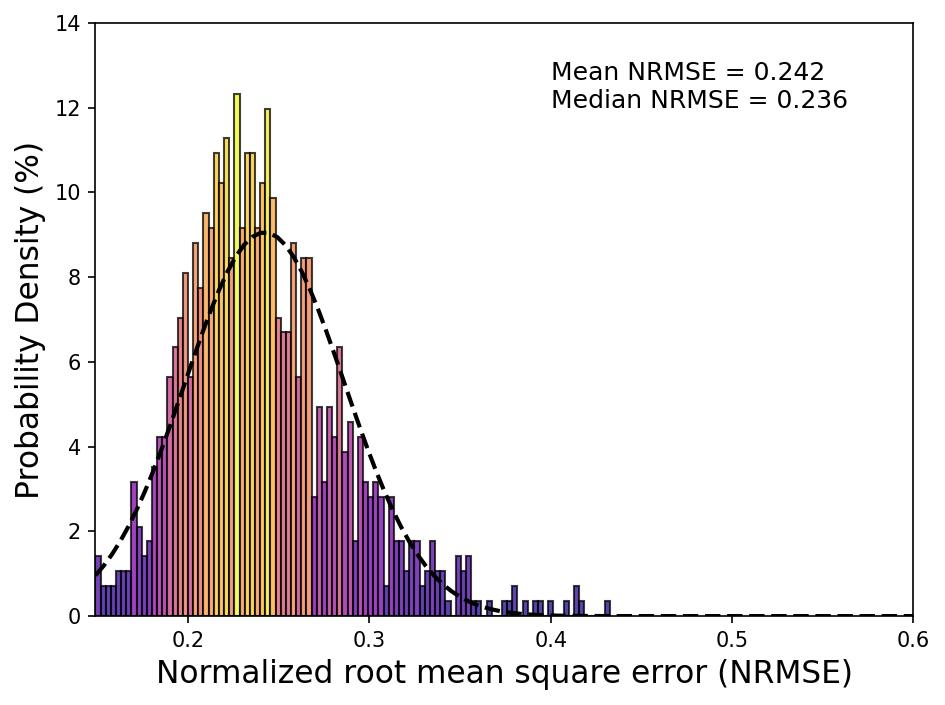 14
12
10
8
6
4
2
0
Probability Density (%)
Mean NRMSE = 0.242
Median NRMSE = 0.236
0.2 0.3 0.4 0.5 0.6
Normalized root mean square error (NRMSE)